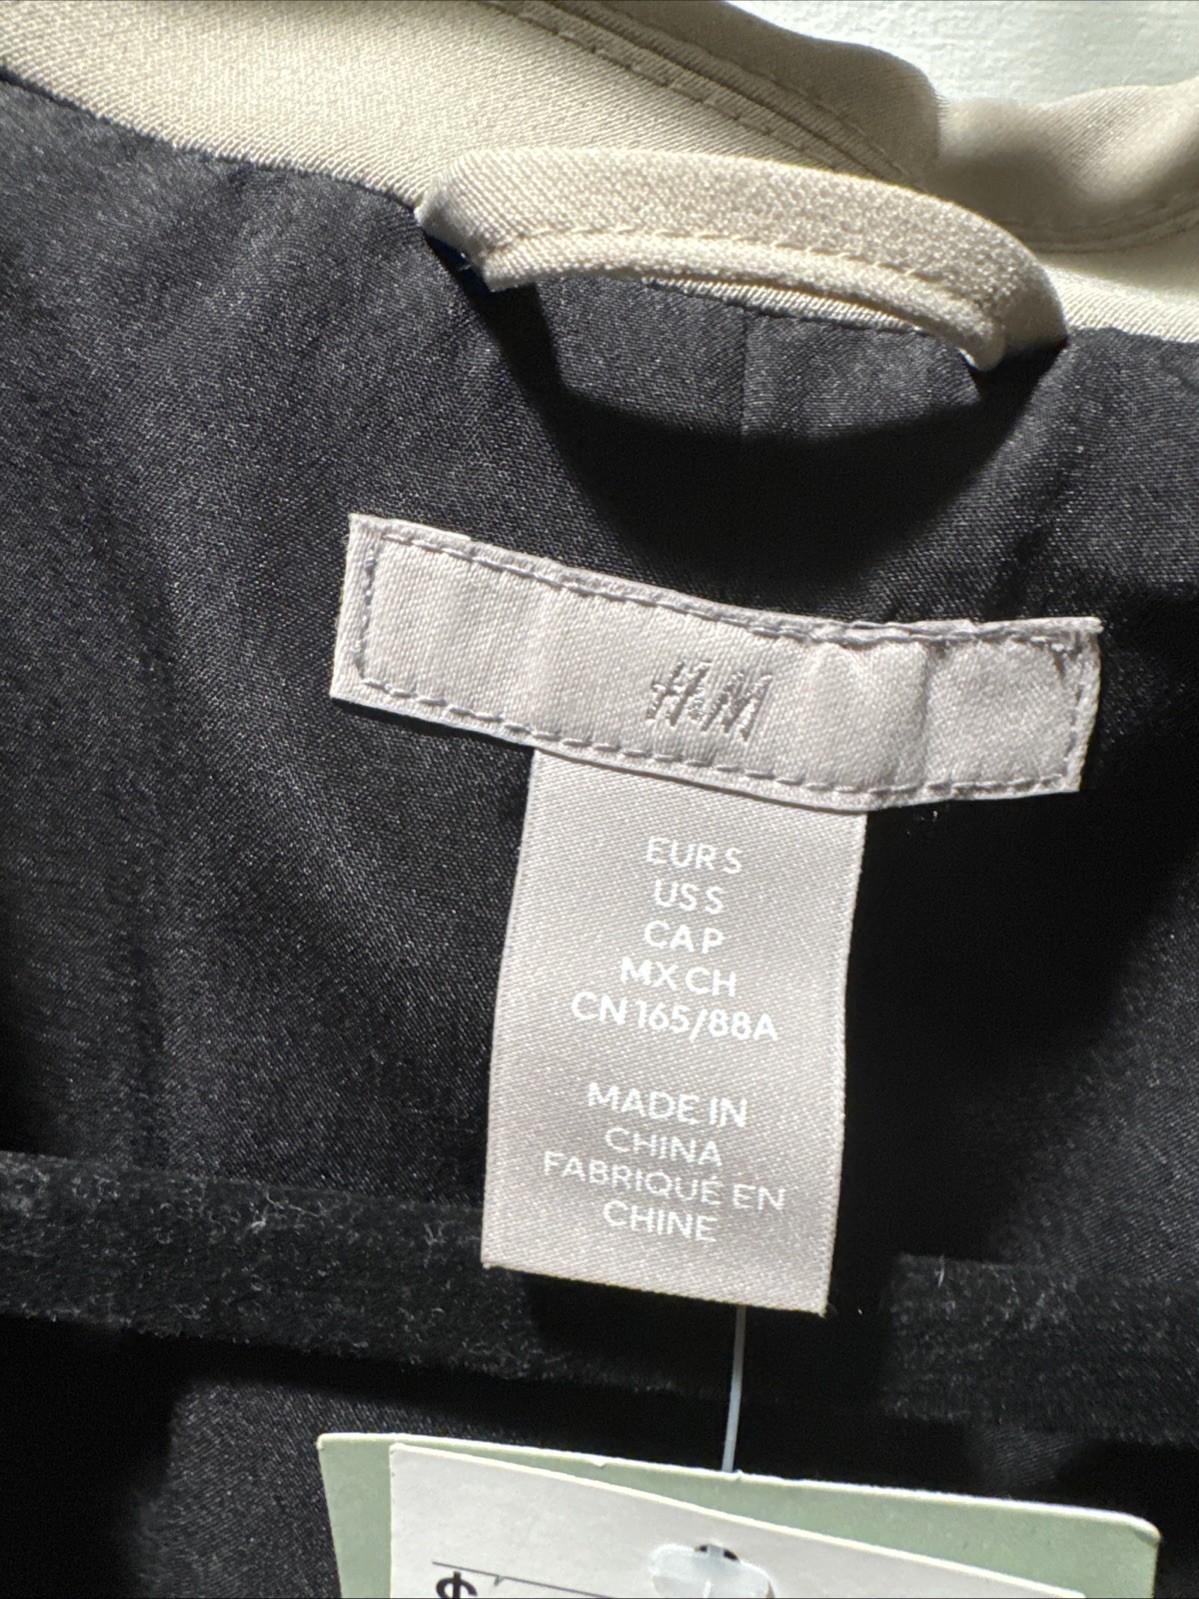 H&M
EUR S
US S
CA P
MX CH
CN 165/88A
MADE IN
CHINA
FABRIQUÉ EN
CHINE
$